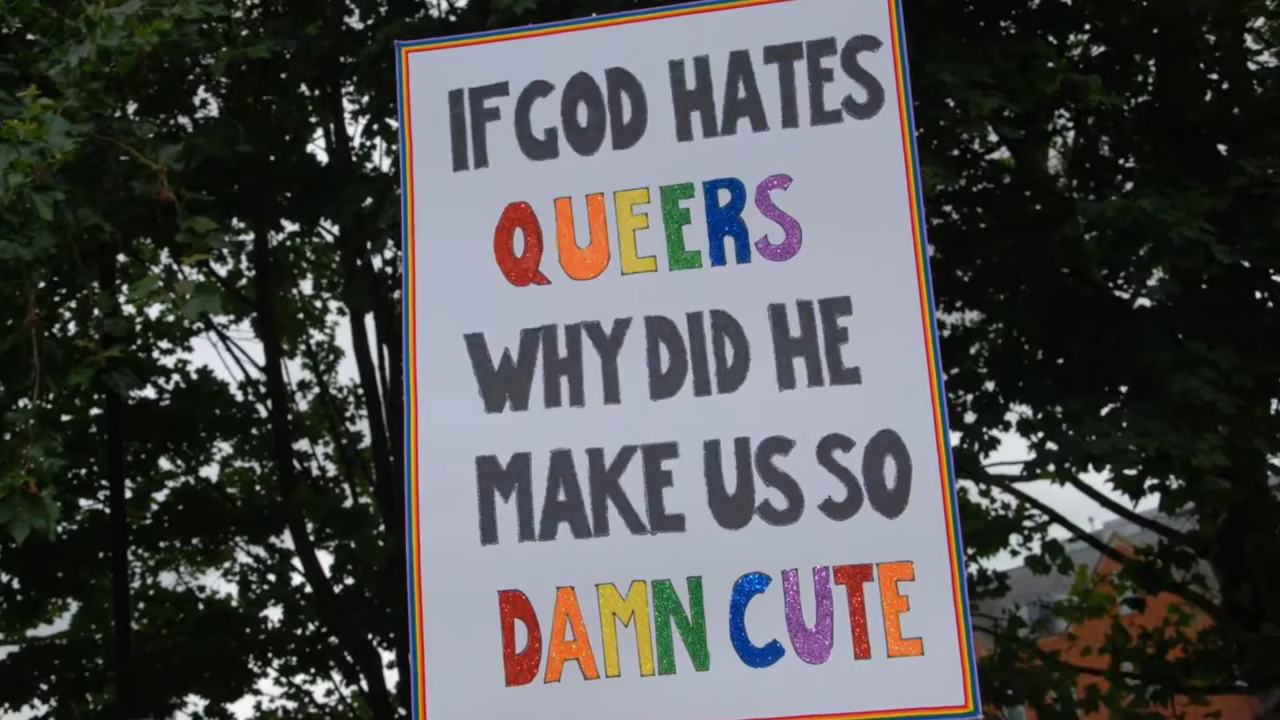 IF GOD HATES
QUEERS
WHY DID HE
MAKE US SO
DAMN CUTE